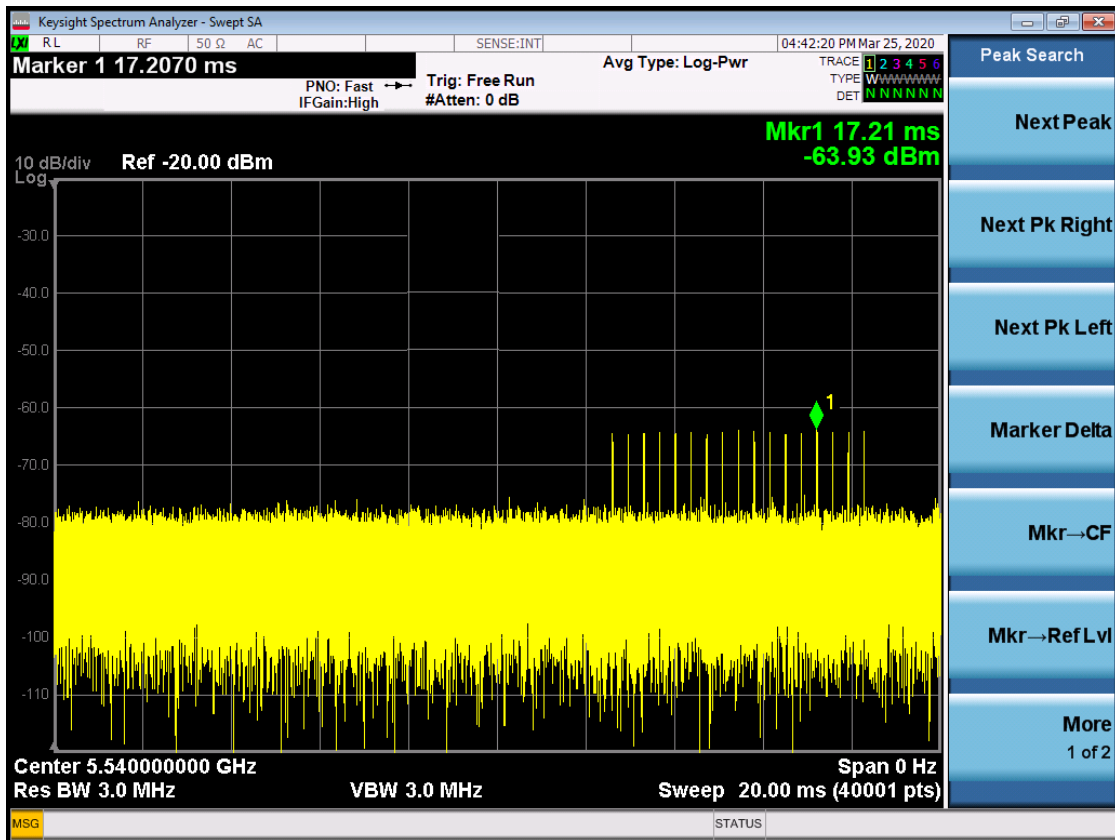 Keysight Spectrum Analyzer - Swept SA
LXI RL RF 50 Ω AC SENSE:INT 04:42:20 PM Mar 25, 2020
Marker 1 17.2070 ms
PNO: Fast
IFGain:High
Trig: Free Run
#Atten: 0 dB
Avg Type: Log-Pwr
TRACE 1 2 3 4 5 6
TYPE WWWWWW
DET N N N N N N
Mkr1 17.21 ms
-63.93 dBm
10 dB/div Ref -20.00 dBm
Log
-30.0
-40.0
-50.0
-60.0
-70.0
-80.0
-90.0
-100
-110
1
Center 5.540000000 GHz Span 0 Hz
Res BW 3.0 MHz VBW 3.0 MHz Sweep 20.00 ms (40001 pts)
MSG STATUS
Peak Search
Next Peak
Next Pk Right
Next Pk Left
Marker Delta
Mkr→CF
Mkr→Ref Lvl
More
1 of 2